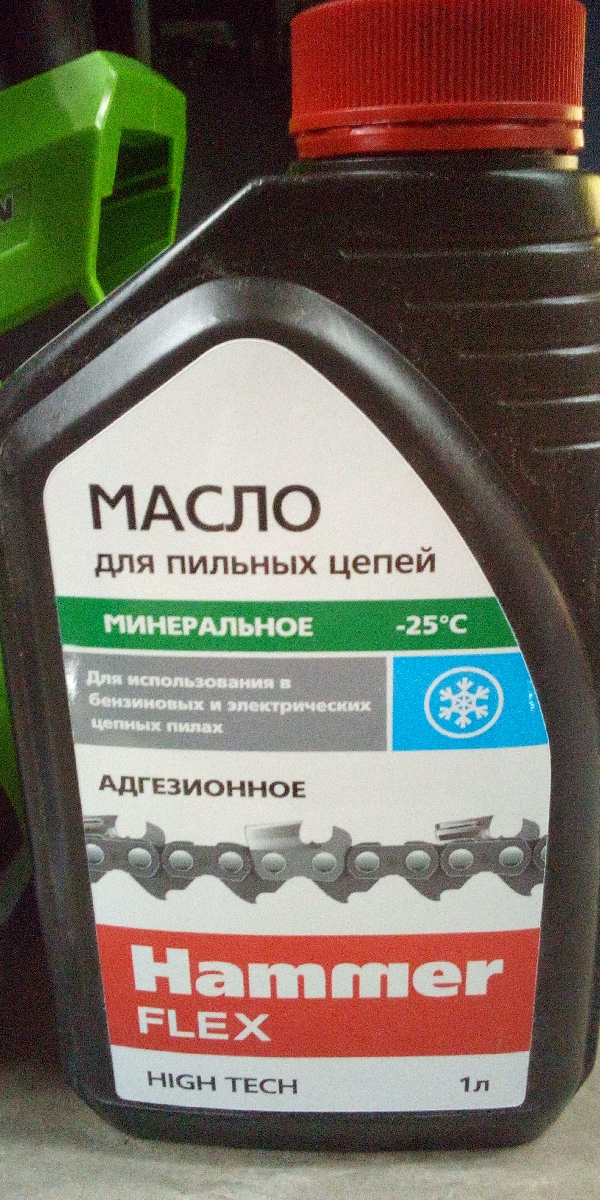 МАСЛО
для пильных цепей
МИНЕРАЛЬНОЕ -25°C
Для использования в
бензиновых и электрических
цепных пилах
АДГЕЗИОННОЕ
Hammer
FLEX
HIGH TECH 1л